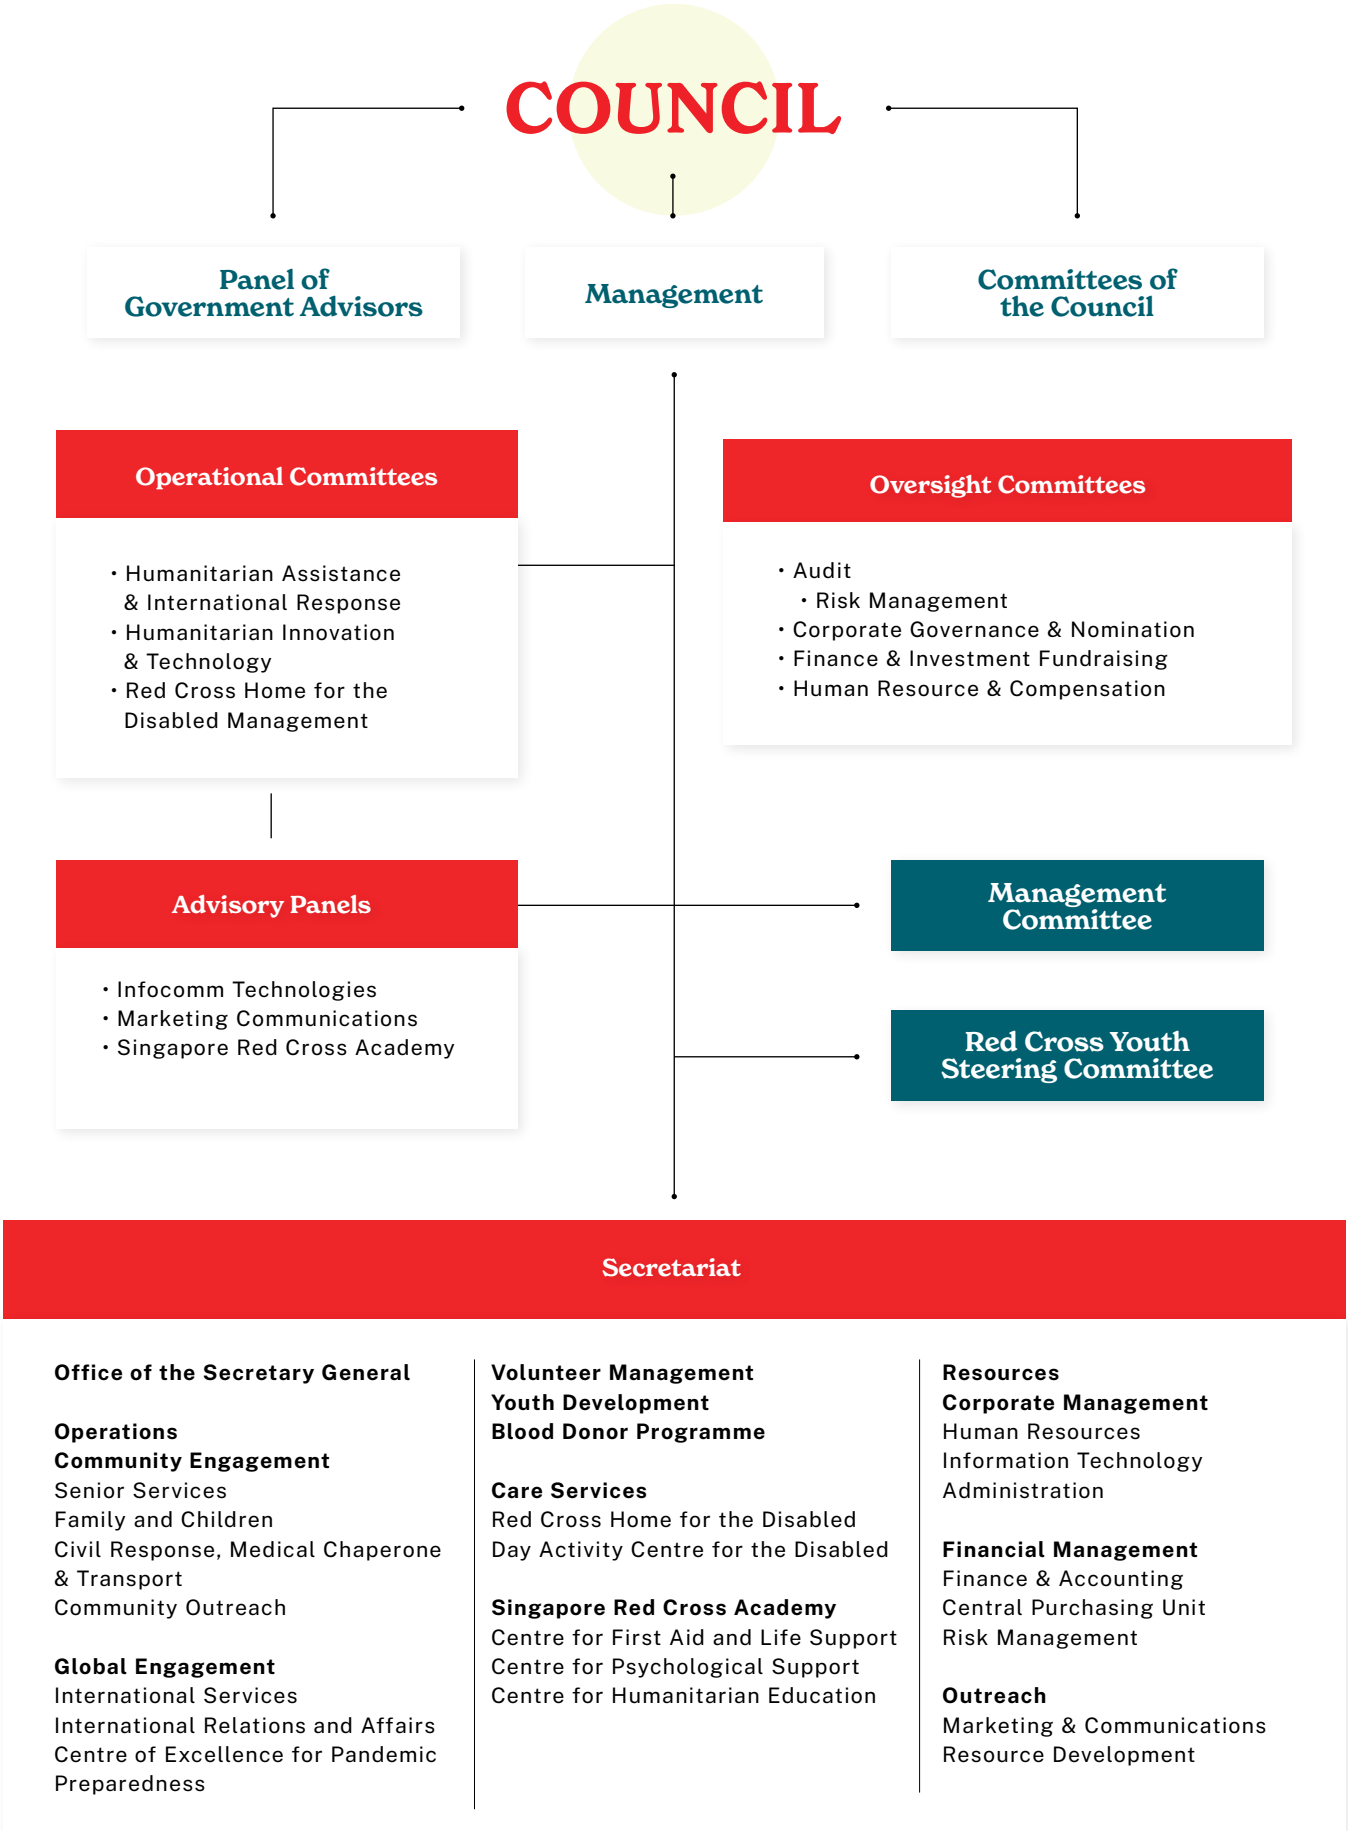 COUNCIL
Panel of
Government Advisors
Management
Committees of
the Council
Operational Committees
• Humanitarian Assistance
& International Response
• Humanitarian Innovation
& Technology
• Red Cross Home for the
Disabled Management
Oversight Committees
• Audit
• Risk Management
• Corporate Governance & Nomination
• Finance & Investment Fundraising
• Human Resource & Compensation
Advisory Panels
• Infocomm Technologies
• Marketing Communications
• Singapore Red Cross Academy
Management
Committee
Red Cross Youth
Steering Committee
Secretariat
Office of the Secretary General
Operations
Community Engagement
Senior Services
Family and Children
Civil Response, Medical Chaperone
& Transport
Community Outreach
Global Engagement
International Services
International Relations and Affairs
Centre of Excellence for Pandemic
Preparedness
Volunteer Management
Youth Development
Blood Donor Programme
Care Services
Red Cross Home for the Disabled
Day Activity Centre for the Disabled
Singapore Red Cross Academy
Centre for First Aid and Life Support
Centre for Psychological Support
Centre for Humanitarian Education
Resources
Corporate Management
Human Resources
Information Technology
Administration
Financial Management
Finance & Accounting
Central Purchasing Unit
Risk Management
Outreach
Marketing & Communications
Resource Development